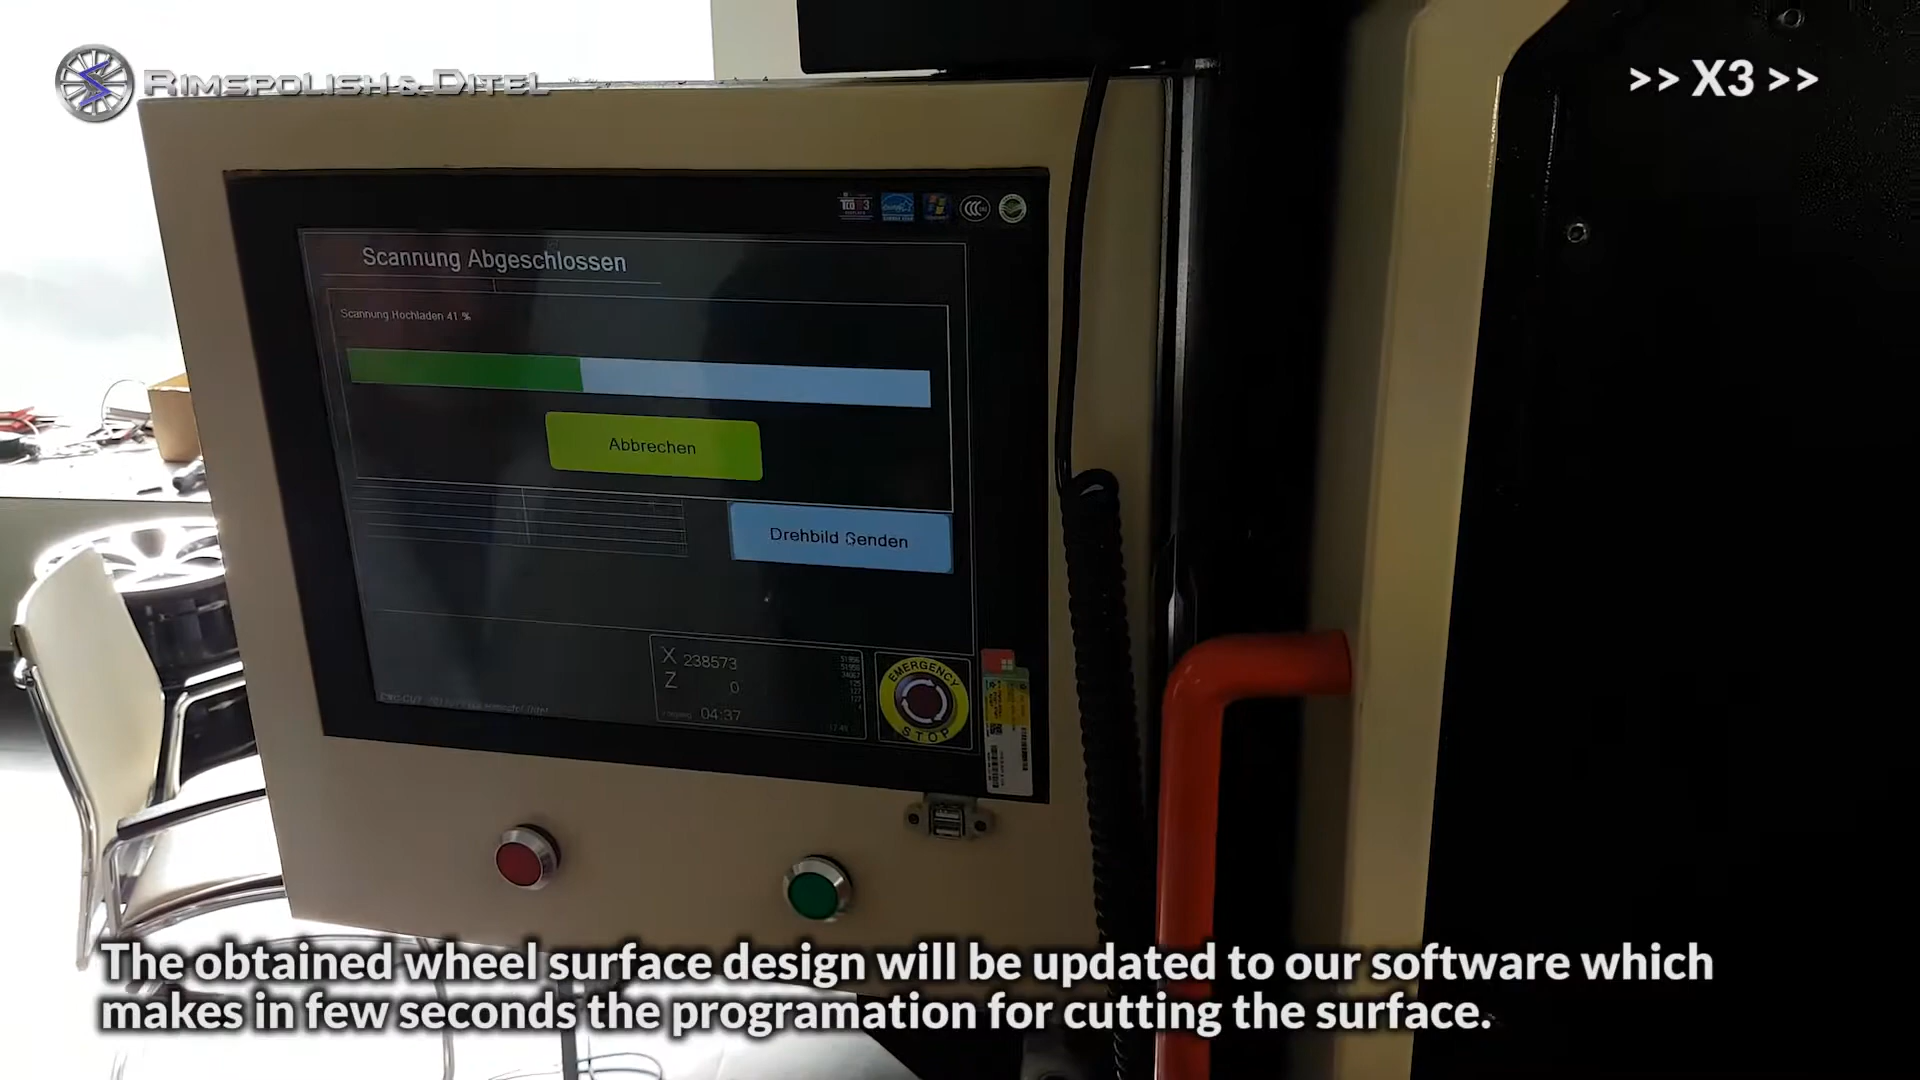 RIMSPOLISH & DITEL
>> X3 >>
Scannung Abgeschlossen
Scannung Hochladen 41 %
Abbrechen
Drehbild Senden
X 238573
Z 0
04:37
EMERGENCY
STOP
The obtained wheel surface design will be updated to our software which
makes in few seconds the programation for cutting the surface.